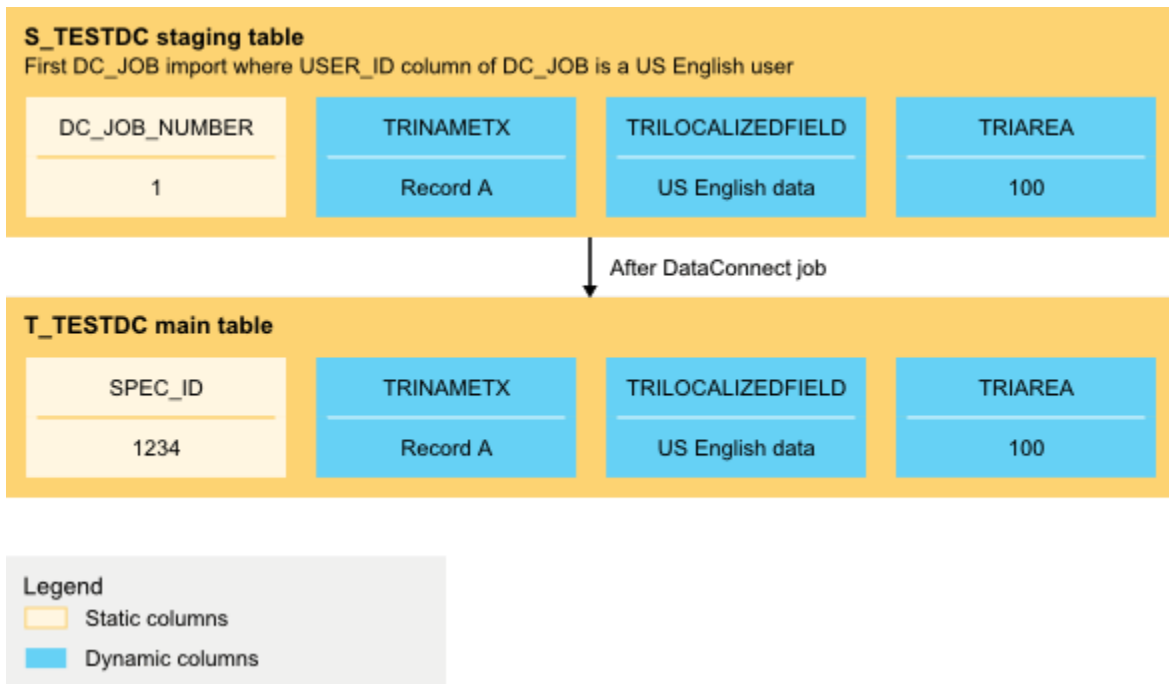 S_TESTDC staging table
First DC_JOB import where USER_ID column of DC_JOB is a US English user
DC_JOB_NUMBER TRINAMETX TRILOCALIZEDFIELD TRIAREA
1 Record A US English data 100
After DataConnect job
T_TESTDC main table
SPEC_ID TRINAMETX TRILOCALIZEDFIELD TRIAREA
1234 Record A US English data 100
Legend
Static columns
Dynamic columns